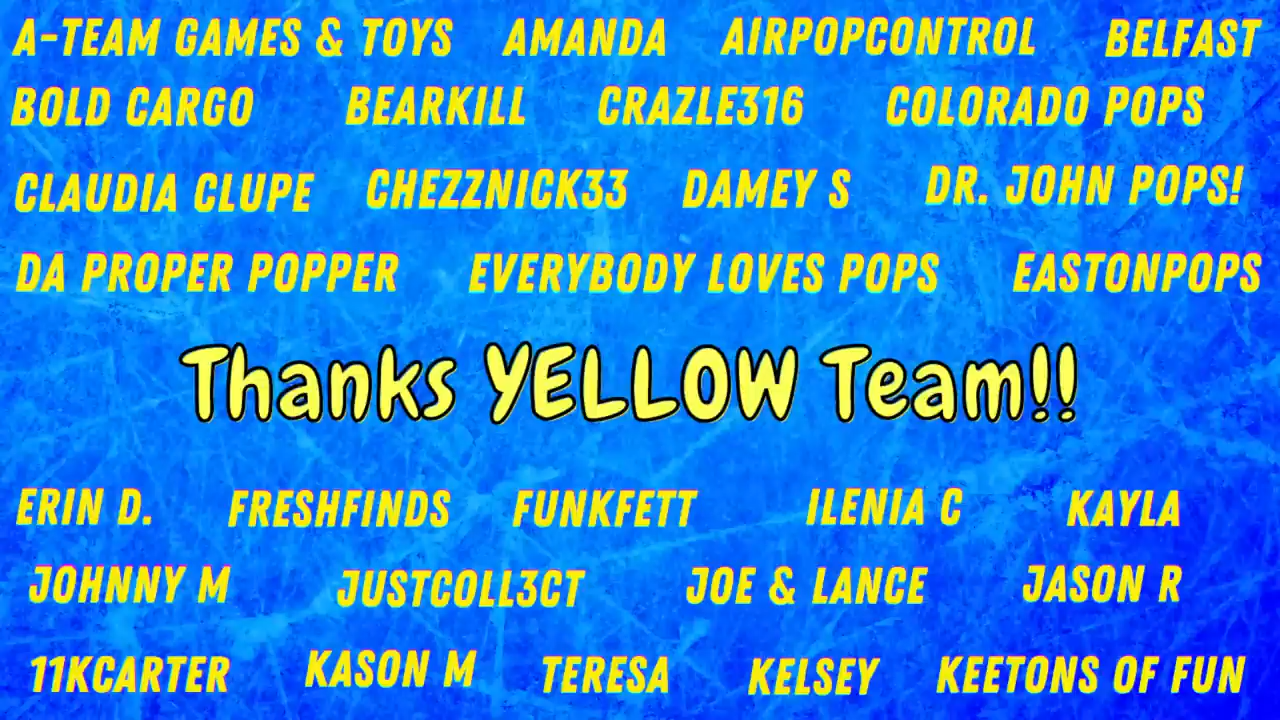 A-TEAM GAMES & TOYS AMANDA AIRPOPCONTROL BELFAST
BOLD CARGO BEARKILL CRAZLE316 COLORADO POPS
CLAUDIA CLUPE CHEZZNICK33 DAMEY S DR. JOHN POPS!
DA PROPER POPPER EVERYBODY LOVES POPS EASTONPOPS
Thanks YELLOW Team!!
ERIN D. FRESHFINDS FUNKFETT ILENIA C KAYLA
JOHNNY M JUSTCOLL3CT JOE & LANCE JASON R
11KCARTER KASON M TERESA KELSEY KEETONS OF FUN